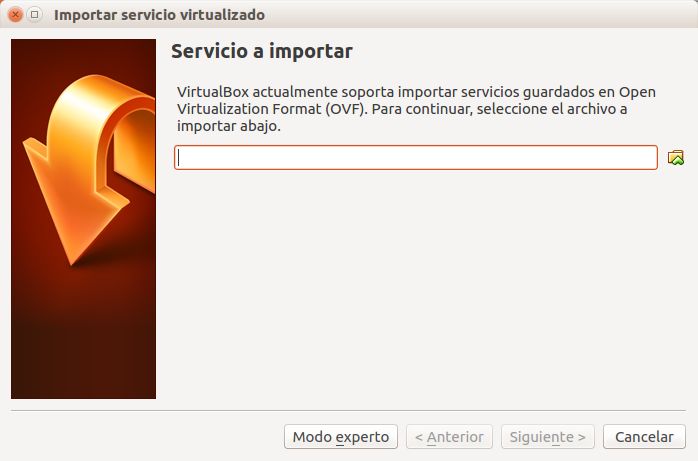 Importar servicio virtualizado
Servicio a importar
VirtualBox actualmente soporta importar servicios guardados en Open
Virtualization Format (OVF). Para continuar, seleccione el archivo a
importar abajo.
Modo experto
< Anterior
Siguiente >
Cancelar